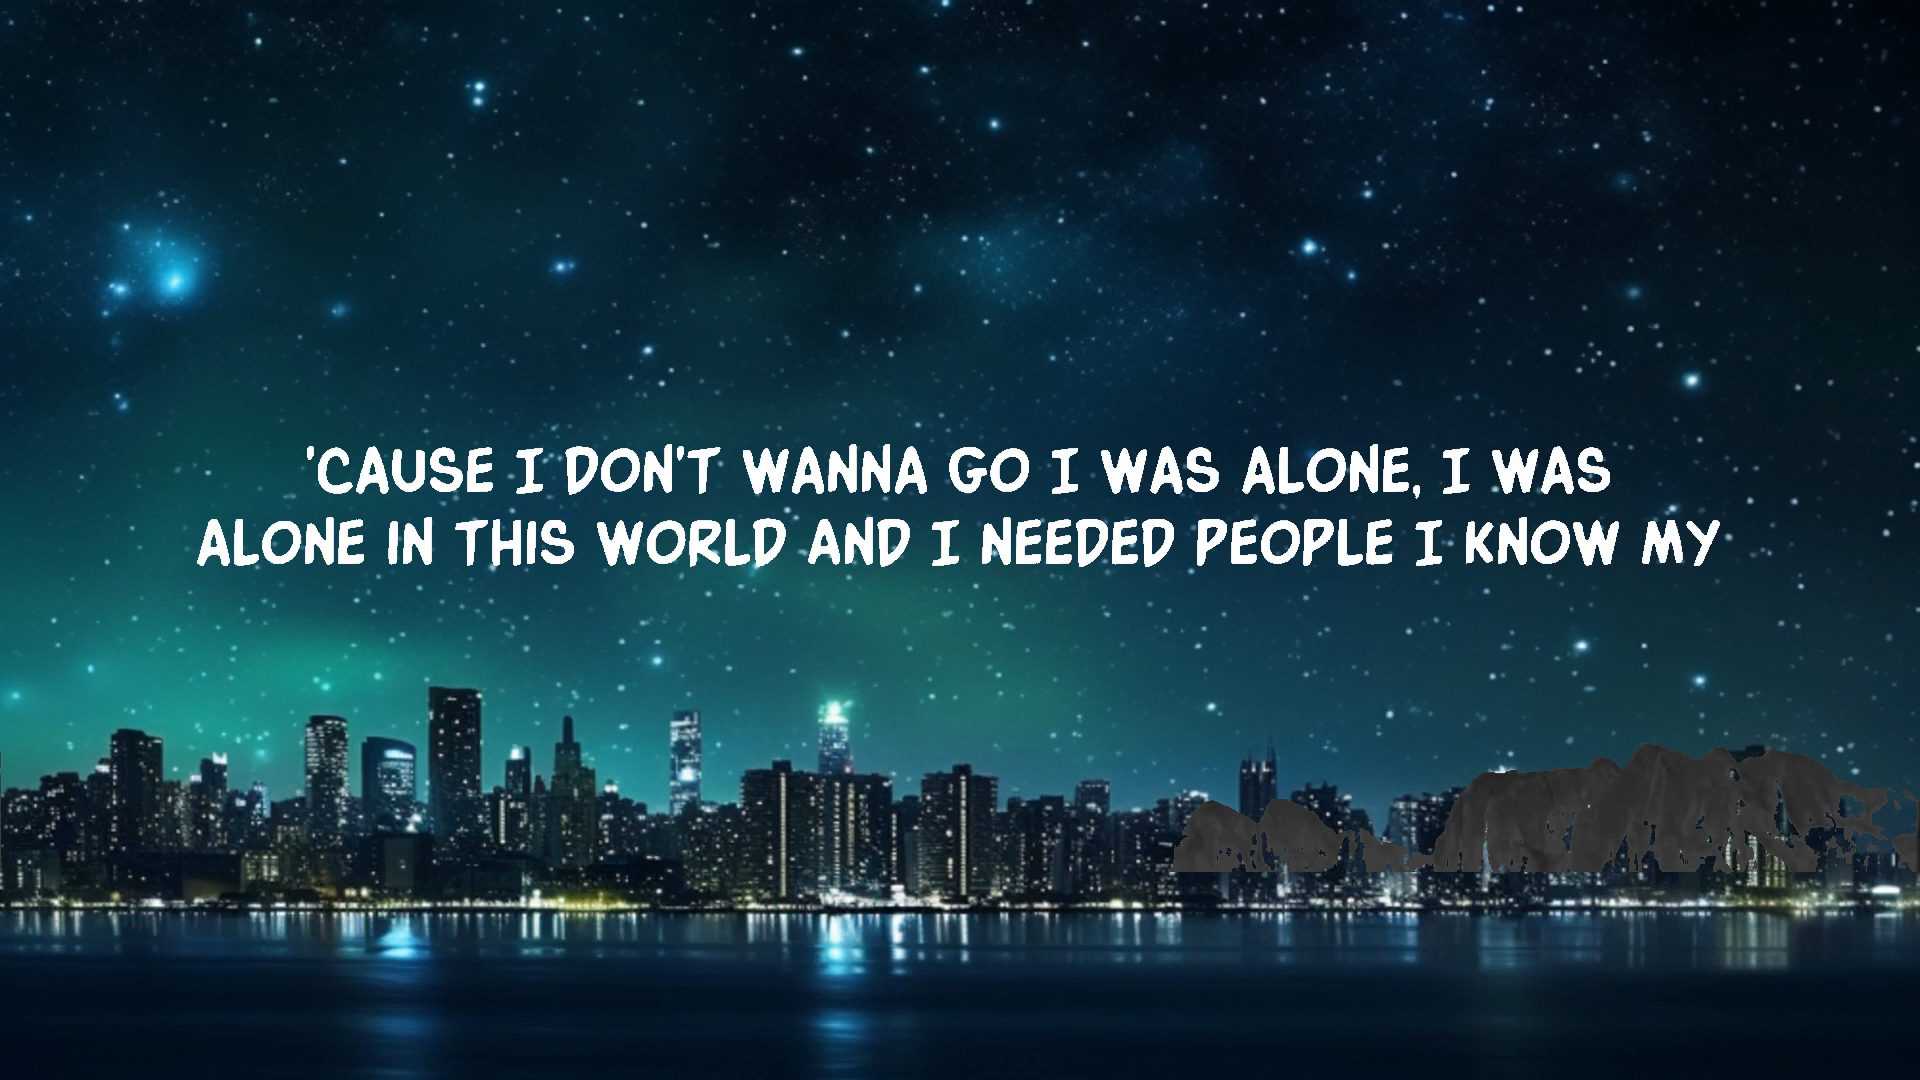 'CAUSE I DON'T WANNA GO I WAS ALONE, I WAS
ALONE IN THIS WORLD AND I NEEDED PEOPLE I KNOW MY